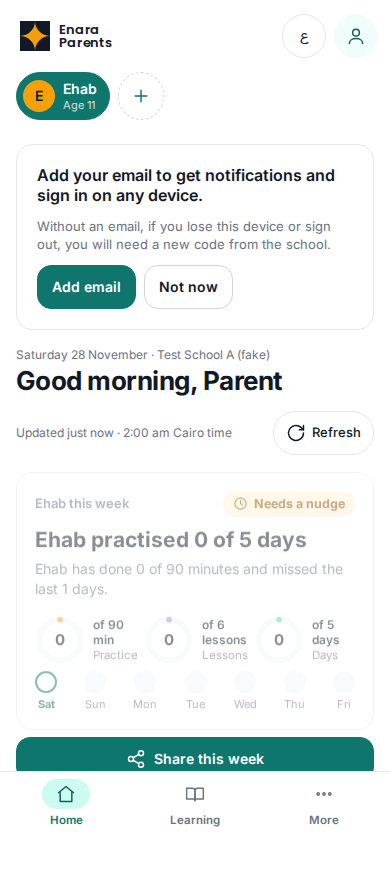 Enara
Parents
ع
E
Ehab
Age 11
Add your email to get notifications and
sign in on any device.
Without an email, if you lose this device or sign
out, you will need a new code from the school.
Add email
Not now
Saturday 28 November · Test School A (fake)
Good morning, Parent
Updated just now · 2:00 am Cairo time
Refresh
Ehab this week
Needs a nudge
Ehab practised 0 of 5 days
Ehab has done 0 of 90 minutes and missed the
last 1 days.
0
of 90
min
Practice
0
of 6
lessons
Lessons
0
of 5
days
Days
Sat Sun Mon Tue Wed Thu Fri
Share this week
Home Learning More